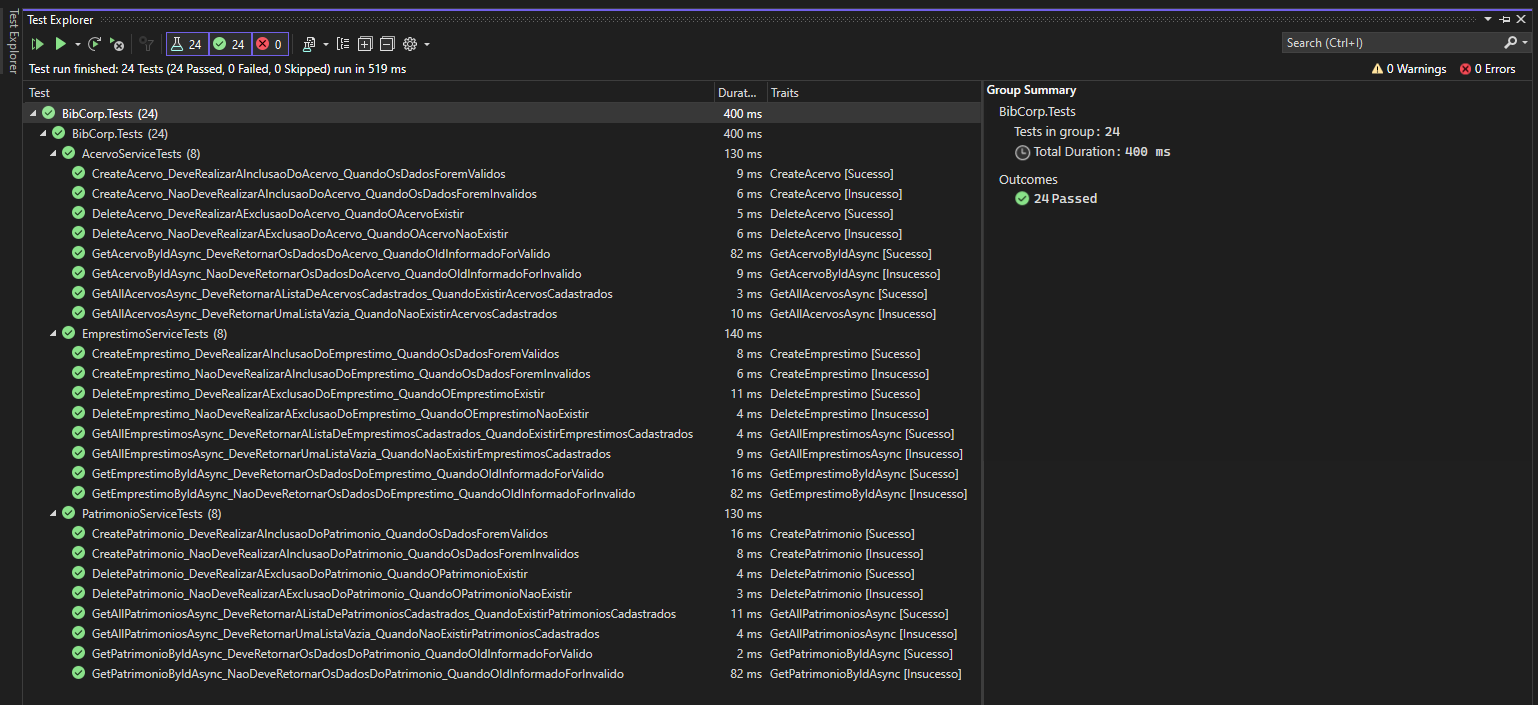 Test Explorer
Test Explorer
24 24 0
Search (Ctrl+I)
Test run finished: 24 Tests (24 Passed, 0 Failed, 0 Skipped) run in 519 ms
0 Warnings 0 Errors
Test Durat... Traits
BibCorp.Tests (24) 400 ms
BibCorp.Tests (24) 400 ms
AcervoServiceTests (8) 130 ms
CreateAcervo_DeveRealizarAInclusaoDoAcervo_QuandoOsDadosForemValidos 9 ms CreateAcervo [Sucesso]
CreateAcervo_NaoDeveRealizarAInclusaoDoAcervo_QuandoOsDadosForemInvalidos 6 ms CreateAcervo [Insucesso]
DeleteAcervo_DeveRealizarAExclusaoDoAcervo_QuandoOAcervoExistir 5 ms DeleteAcervo [Sucesso]
DeleteAcervo_NaoDeveRealizarAExclusaoDoAcervo_QuandoOAcervoNaoExistir 6 ms DeleteAcervo [Insucesso]
GetAcervoByIdAsync_DeveRetornarOsDadosDoAcervo_QuandoOIdInformadoForValido 82 ms GetAcervoByIdAsync [Sucesso]
GetAcervoByIdAsync_NaoDeveRetornarOsDadosDoAcervo_QuandoOIdInformadoForInvalido 9 ms GetAcervoByIdAsync [Insucesso]
GetAllAcervosAsync_DeveRetornarAListaDeAcervosCadastrados_QuandoExistirAcervosCadastrados 3 ms GetAllAcervosAsync [Sucesso]
GetAllAcervosAsync_DeveRetornarUmaListaVazia_QuandoNaoExistirAcervosCadastrados 10 ms GetAllAcervosAsync [Insucesso]
EmprestimoServiceTests (8) 140 ms
CreateEmprestimo_DeveRealizarAInclusaoDoEmprestimo_QuandoOsDadosForemValidos 8 ms CreateEmprestimo [Sucesso]
CreateEmprestimo_NaoDeveRealizarAInclusaoDoEmprestimo_QuandoOsDadosForemInvalidos 6 ms CreateEmprestimo [Insucesso]
DeleteEmprestimo_DeveRealizarAExclusaoDoEmprestimo_QuandoOEmprestimoExistir 11 ms DeleteEmprestimo [Sucesso]
DeleteEmprestimo_NaoDeveRealizarAExclusaoDoEmprestimo_QuandoOEmprestimoNaoExistir 4 ms DeleteEmprestimo [Insucesso]
GetAllEmprestimosAsync_DeveRetornarAListaDeEmprestimosCadastrados_QuandoExistirEmprestimosCadastrados 4 ms GetAllEmprestimosAsync [Sucesso]
GetAllEmprestimosAsync_DeveRetornarUmaListaVazia_QuandoNaoExistirEmprestimosCadastrados 9 ms GetAllEmprestimosAsync [Insucesso]
GetEmprestimoByIdAsync_DeveRetornarOsDadosDoEmprestimo_QuandoOIdInformadoForValido 16 ms GetEmprestimoByIdAsync [Sucesso]
GetEmprestimoByIdAsync_NaoDeveRetornarOsDadosDoEmprestimo_QuandoOIdInformadoForInvalido 82 ms GetEmprestimoByIdAsync [Insucesso]
PatrimonioServiceTests (8) 130 ms
CreatePatrimonio_DeveRealizarAInclusaoDoPatrimonio_QuandoOsDadosForemValidos 16 ms CreatePatrimonio [Sucesso]
CreatePatrimonio_NaoDeveRealizarAInclusaoDoPatrimonio_QuandoOsDadosForemInvalidos 8 ms CreatePatrimonio [Insucesso]
DeletePatrimonio_DeveRealizarAExclusaoDoPatrimonio_QuandoOPatrimonioExistir 4 ms DeletePatrimonio [Sucesso]
DeletePatrimonio_NaoDeveRealizarAExclusaoDoPatrimonio_QuandoOPatrimonioNaoExistir 3 ms DeletePatrimonio [Insucesso]
GetAllPatrimoniosAsync_DeveRetornarAListaDePatrimoniosCadastrados_QuandoExistirPatrimoniosCadastrados 11 ms GetAllPatrimoniosAsync [Sucesso]
GetAllPatrimoniosAsync_DeveRetornarUmaListaVazia_QuandoNaoExistirPatrimoniosCadastrados 4 ms GetAllPatrimoniosAsync [Insucesso]
GetPatrimonioByIdAsync_DeveRetornarOsDadosDoPatrimonio_QuandoOIdInformadoForValido 2 ms GetPatrimonioByIdAsync [Sucesso]
GetPatrimonioByIdAsync_NaoDeveRetornarOsDadosDoPatrimonio_QuandoOIdInformadoForInvalido 82 ms GetPatrimonioByIdAsync [Insucesso]
Group Summary
BibCorp.Tests
Tests in group: 24
Total Duration: 400 ms
Outcomes
24 Passed